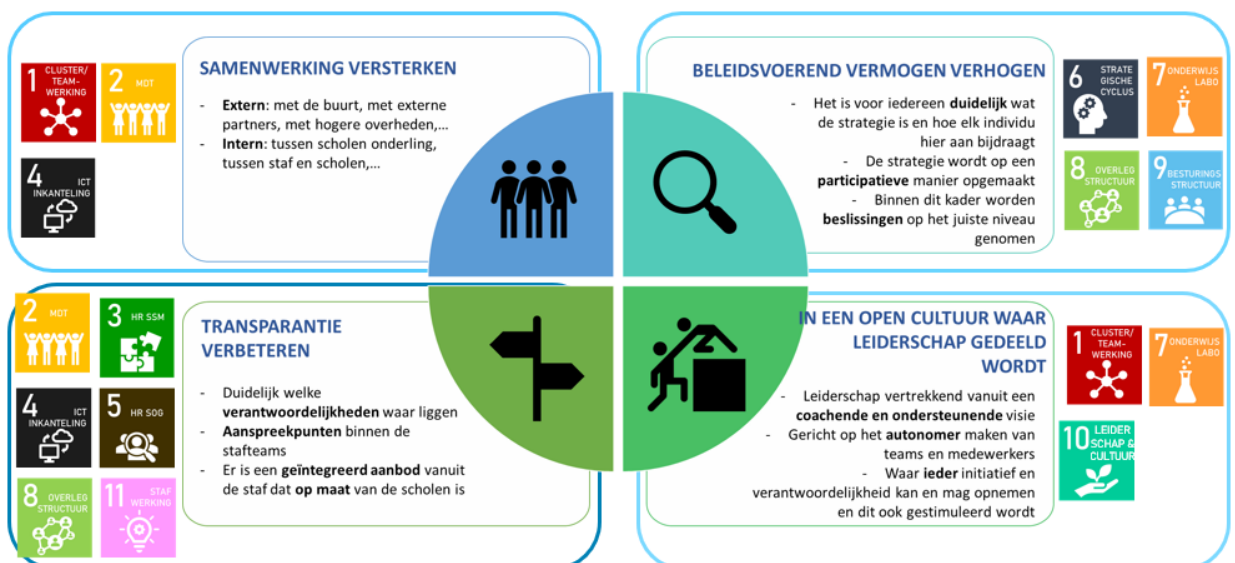 1 CLUSTER/
TEAM-
WERKING
2 MDT
4 ICT
INKANTELING
SAMENWERKING VERSTERKEN
- Extern: met de buurt, met externe
partners, met hogere overheden,...
- Intern: tussen scholen onderling,
tussen staf en scholen,...
BELEIDSVOEREND VERMOGEN VERHOGEN
- Het is voor iedereen duidelijk wat
de strategie is en hoe elk individu
hier aan bijdraagt
- De strategie wordt op een
participatieve manier opgemaakt
- Binnen dit kader worden
beslissingen op het juiste niveau
genomen
6 STRATE
GISCHE
CYCLUS
7 ONDERWIJS
LABO
8 OVERLEG
STRUCTUUR
9 BESTURINGS
STRUCTUUR
2 MDT
3 HR SSM
4 ICT
INKANTELING
5 HR SOG
8 OVERLEG
STRUCTUUR
11 STAF
WERKING
TRANSPARANTIE
VERBETEREN
- Duidelijk welke
verantwoordelijkheden waar liggen
- Aanspreekpunten binnen de
stafteams
- Er is een geïntegreerd aanbod vanuit
de staf dat op maat van de scholen is
IN EEN OPEN CULTUUR WAAR
LEIDERSCHAP GEDEELD
WORDT
- Leiderschap vertrekkend vanuit een
coachende en ondersteunende visie
- Gericht op het autonomer maken van
teams en medewerkers
- Waar ieder initiatief en
verantwoordelijkheid kan en mag opnemen
en dit ook gestimuleerd wordt
1 CLUSTER/
TEAM-
WERKING
7 ONDERWIJS
LABO
10 LEIDER
SCHAP &
CULTUUR